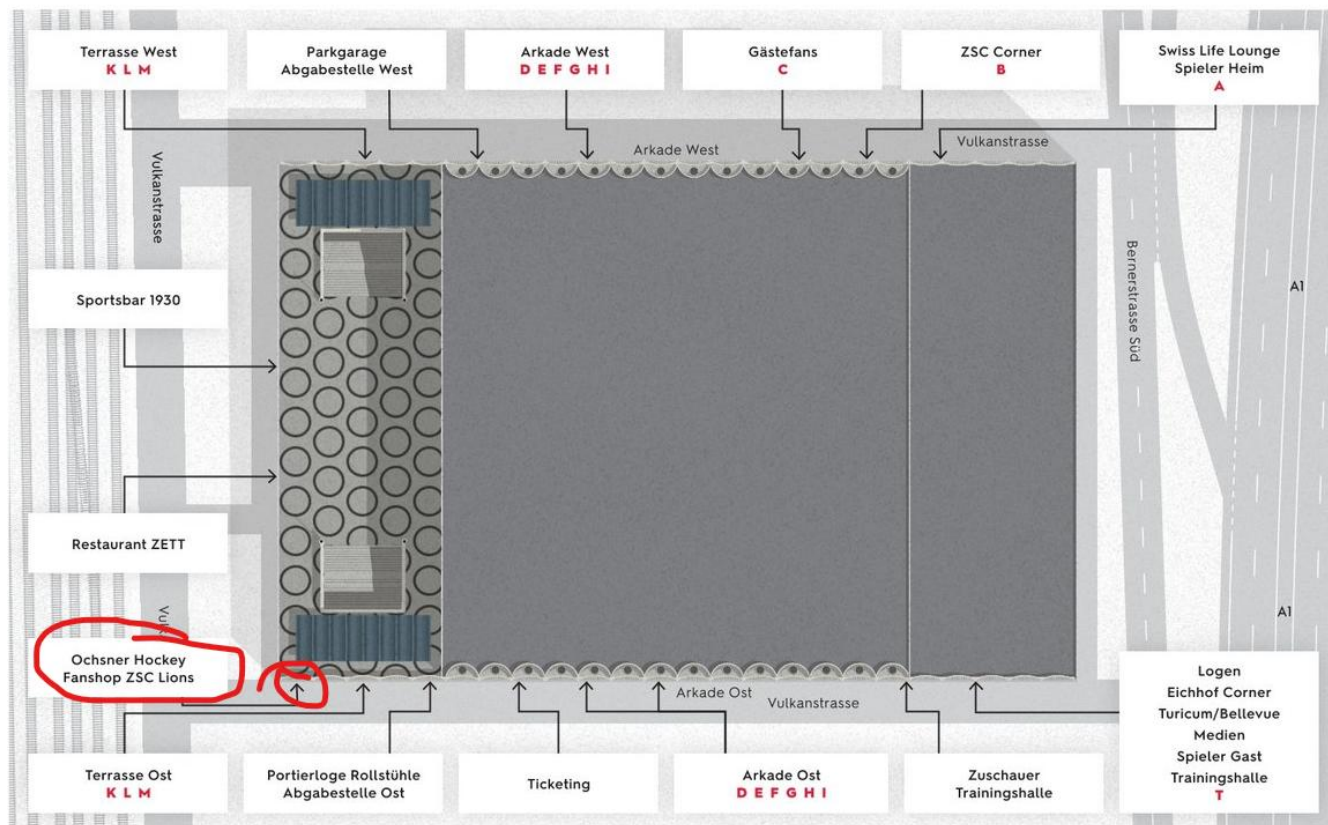 Terrasse West
K L M
Parkgarage
Abgabestelle West
Arkade West
D E F G H I
Gästefans
C
ZSC Corner
B
Swiss Life Lounge
Spieler Heim
A
Arkade West
Vulkanstrasse
Vulkanstrasse
Sportsbar 1930
Bernerstrasse Süd
A1
Restaurant ZETT
A1
Ochsner Hockey
Fanshop ZSC Lions
Arkade Ost
Vulkanstrasse
Terrasse Ost
K L M
Portierloge Rollstühle
Abgabestelle Ost
Ticketing
Arkade Ost
D E F G H I
Zuschauer
Trainingshalle
Logen
Eichhof Corner
Turicum/Bellevue
Medien
Spieler Gast
Trainingshalle
T